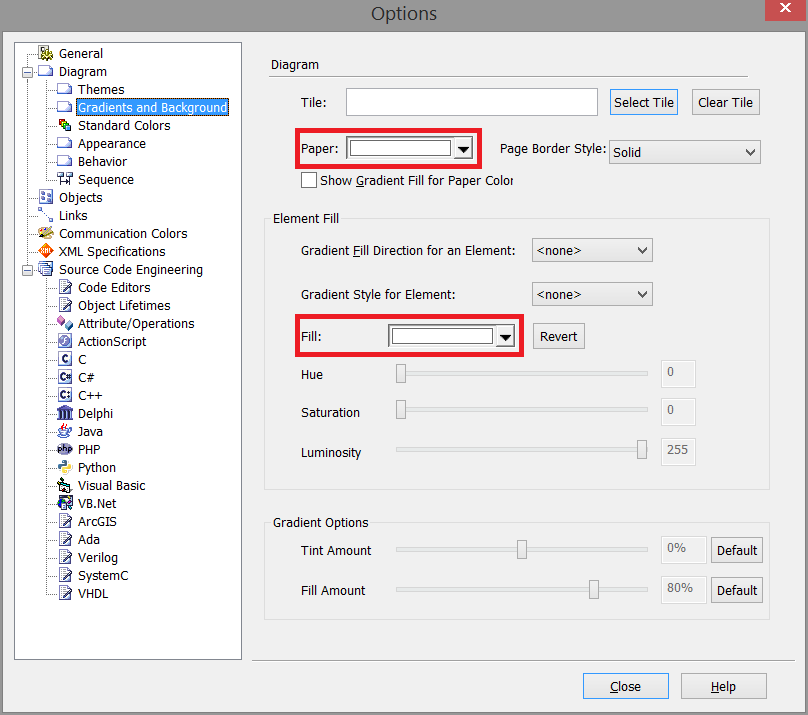 Options
General
Diagram
Themes
Gradients and Background
Standard Colors
Appearance
Behavior
Sequence
Objects
Links
Communication Colors
XML Specifications
Source Code Engineering
Code Editors
Object Lifetimes
Attribute/Operations
ActionScript
C
C#
C++
Delphi
Java
PHP
Python
Visual Basic
VB.Net
ArcGIS
Ada
Verilog
SystemC
VHDL
Diagram
Tile: Select Tile Clear Tile
Paper: Page Border Style: Solid
Show Gradient Fill for Paper Color
Element Fill
Gradient Fill Direction for an Element: <none>
Gradient Style for Element: <none>
Fill: Revert
Hue 0
Saturation 0
Luminosity 255
Gradient Options
Tint Amount 0% Default
Fill Amount 80% Default
Close Help